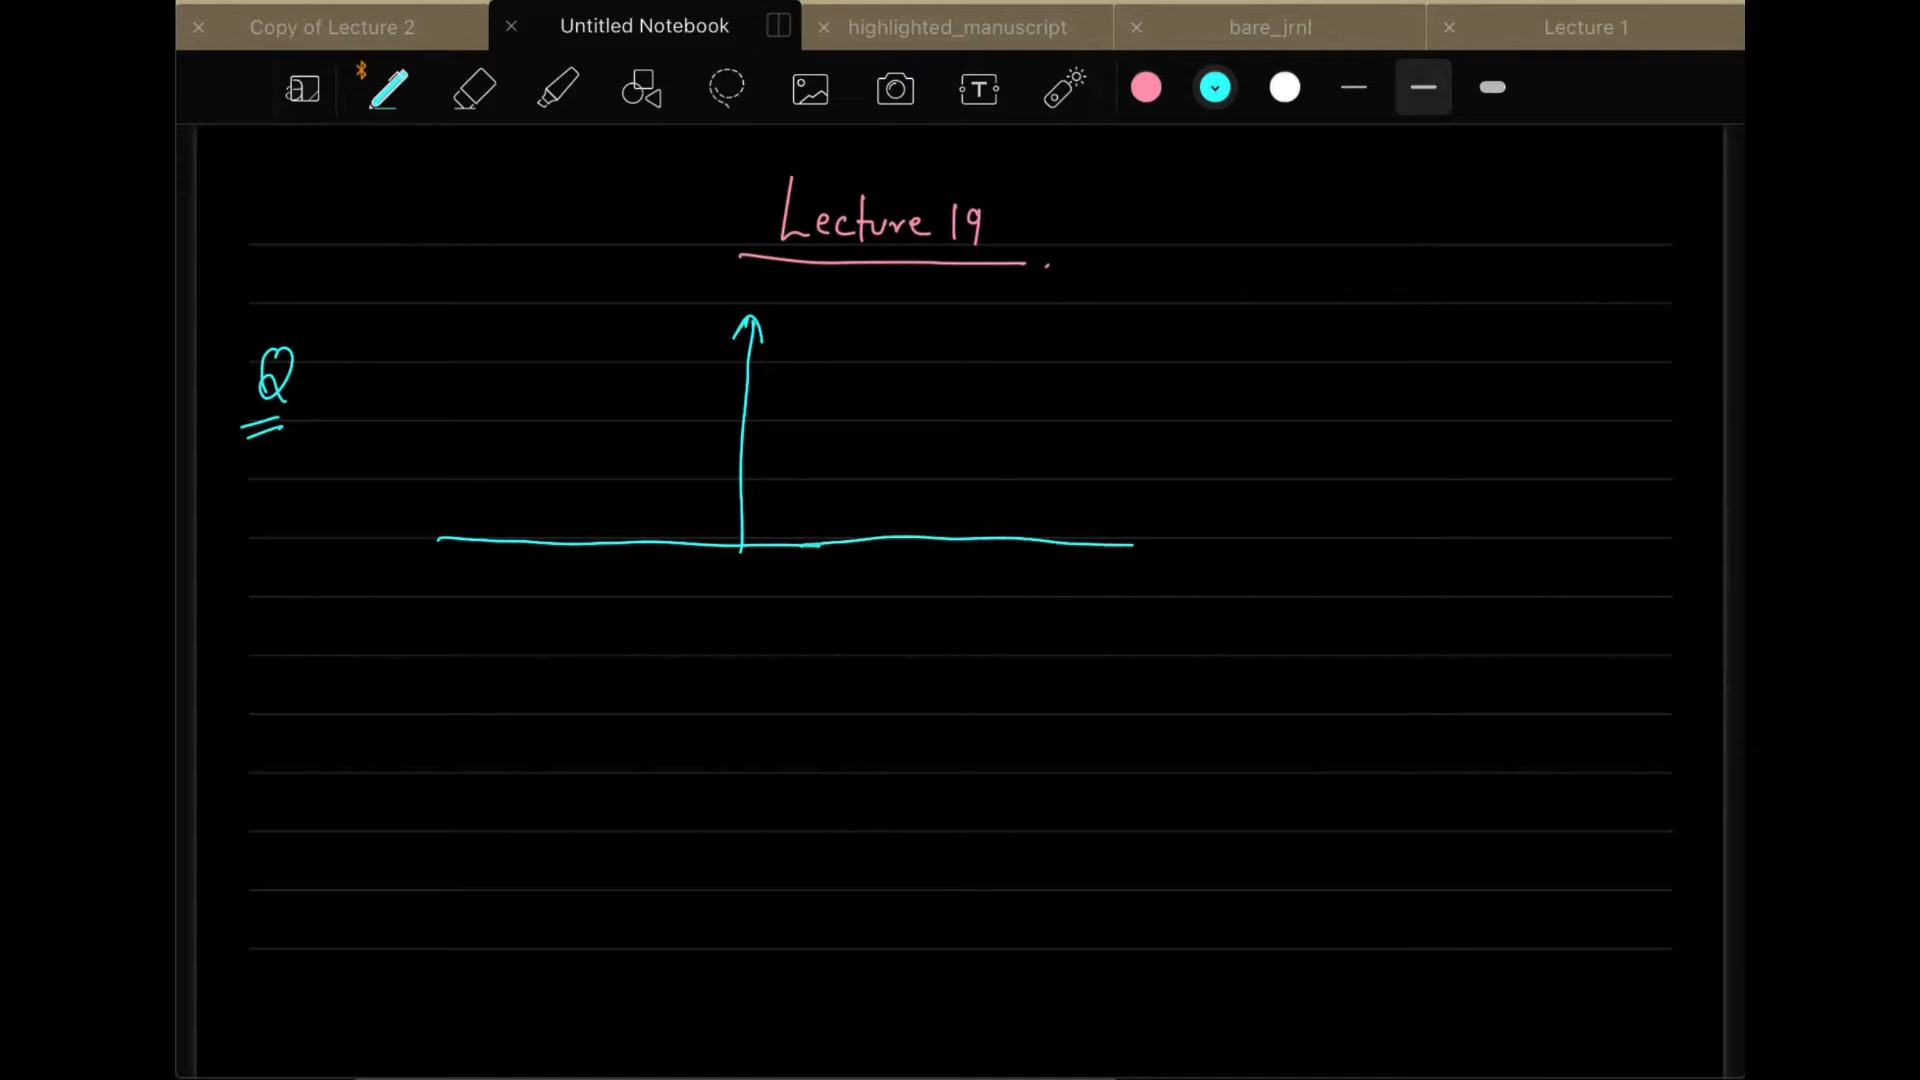 Copy of Lecture 2 Untitled Notebook highlighted_manuscript bare_jrnl Lecture 1
Lecture 19
Q